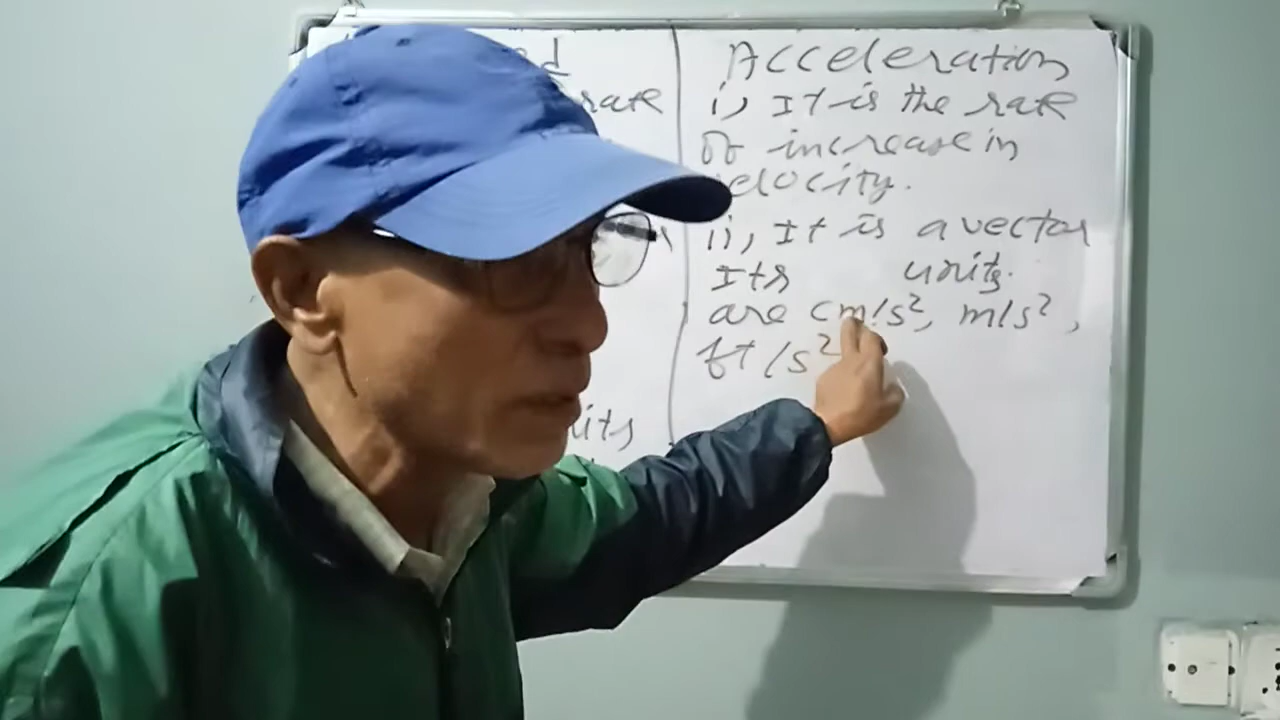 rate
its
Acceleration
i, It is the rate
of increase in
elocity.
ii, It is a vector
Its units.
are cm/s², m/s²,
ft/s²